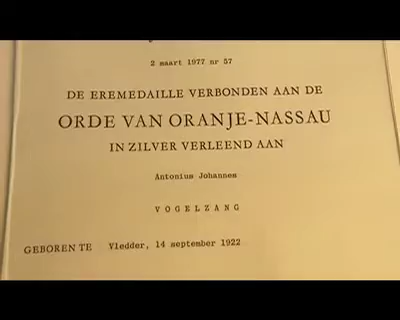 2 maart 1977 nr 57
DE EREMEDAILLE VERBONDEN AAN DE
ORDE VAN ORANJE-NASSAU
IN ZILVER VERLEEND AAN
Antonius Johannes
VOGELZANG
GEBOREN TE Vledder, 14 september 1922